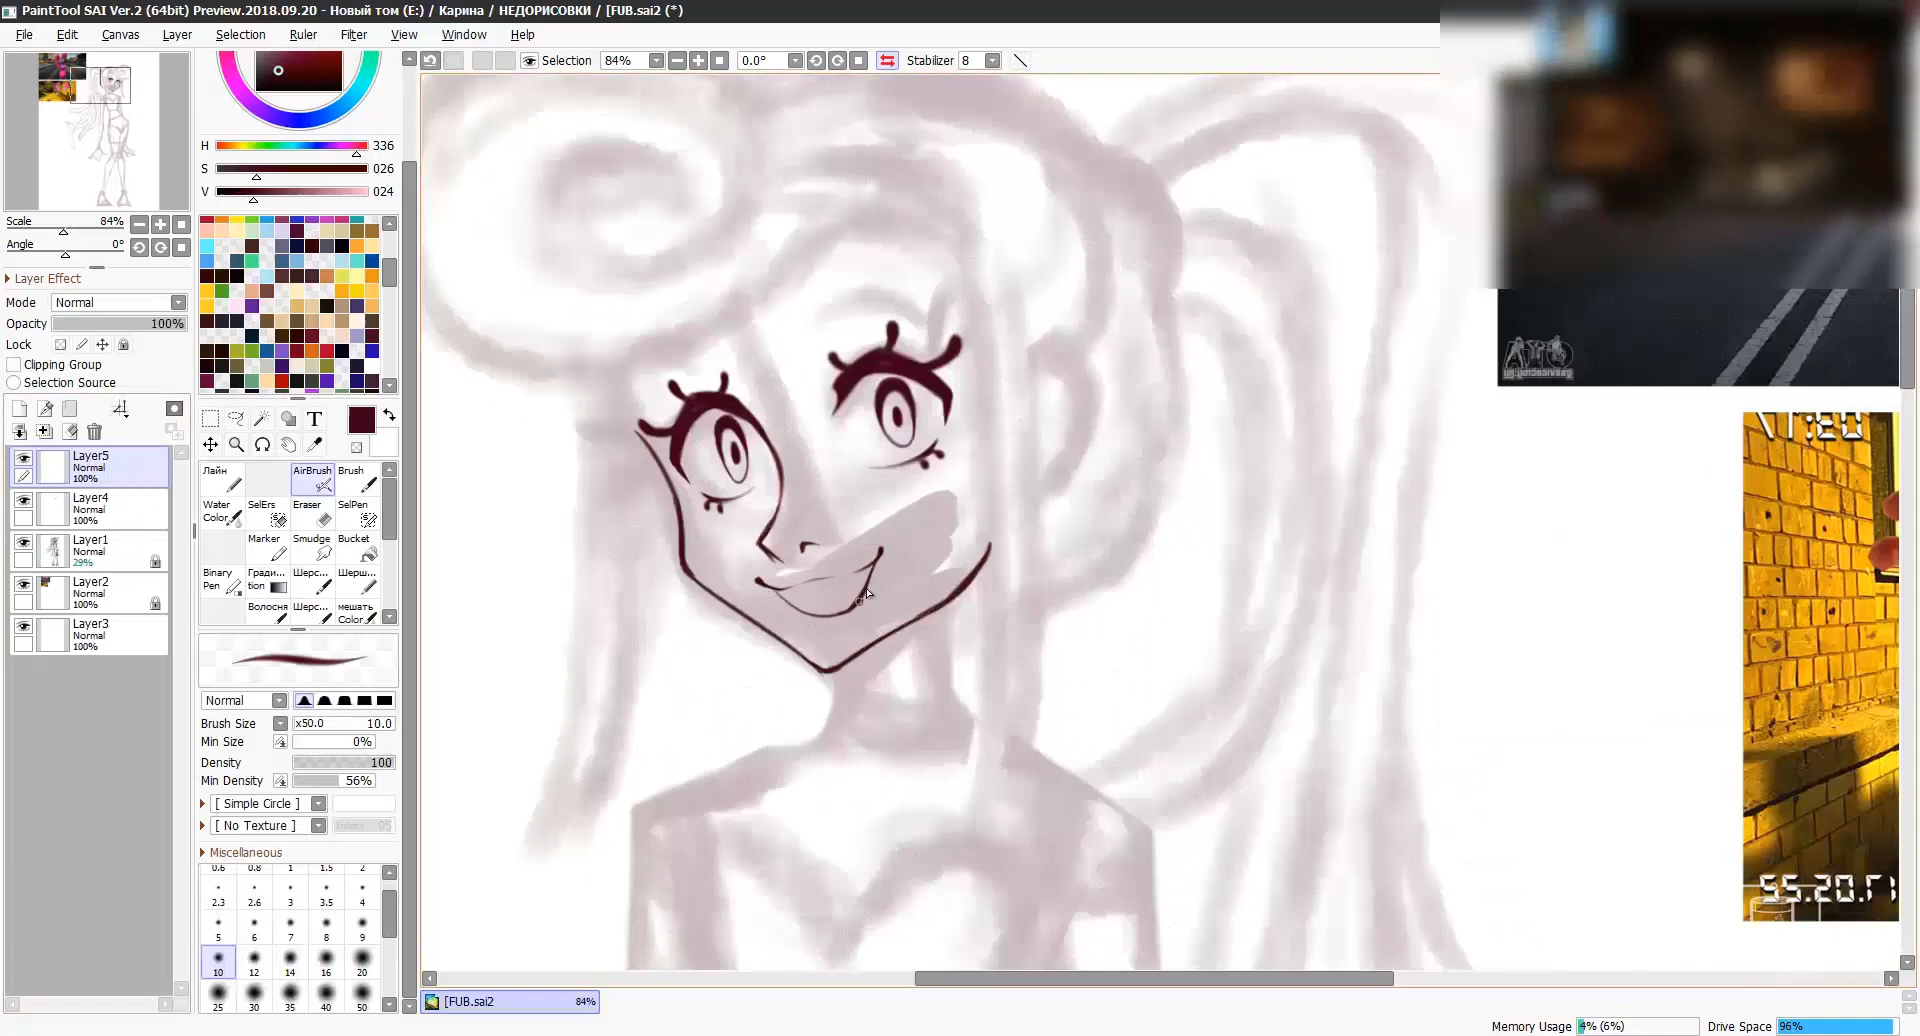 PaintTool SAI Ver.2 (64bit) Preview.2018.09.20 - Новый том (E:) / Карина / НЕДОРИСОВКИ / [FUB.sai2 (*)
File Edit Canvas Layer Selection Ruler Filter View Window Help
Selection 84% 0.0° Stabilizer 8
H 336
S 026
V 024
Scale 84%
Angle 0°
Layer Effect
Mode Normal
Opacity 100%
Lock
Clipping Group
Selection Source
Layer5
Normal
100%
Layer4
Normal
100%
Layer1
Normal
29%
Layer2
Normal
100%
Layer3
Normal
100%
T
Лайн AirBrush Brush
Water Color SelErs Eraser SelPen
Marker Smudge Bucket
Binary Pen Гради... tion Шерс... Шерш...
Волосня Шерс... мешать Color
Normal
Brush Size x50.0 10.0
Min Size 0%
Density 100
Min Density 56%
[ Simple Circle ]
[ No Texture ] 95
Miscellaneous
0.6 0.8 1 1.5 2
2.3 2.6 3 3.5 4
5 6 7 8 9
10 12 14 16 20
25 30 35 40 50
[FUB.sai2 84%
Memory Usage 4% (6%) Drive Space 96%